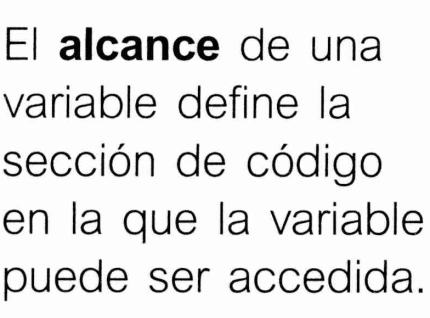 El alcance de una
variable define la
sección de código
en la que la variable
puede ser accedida.